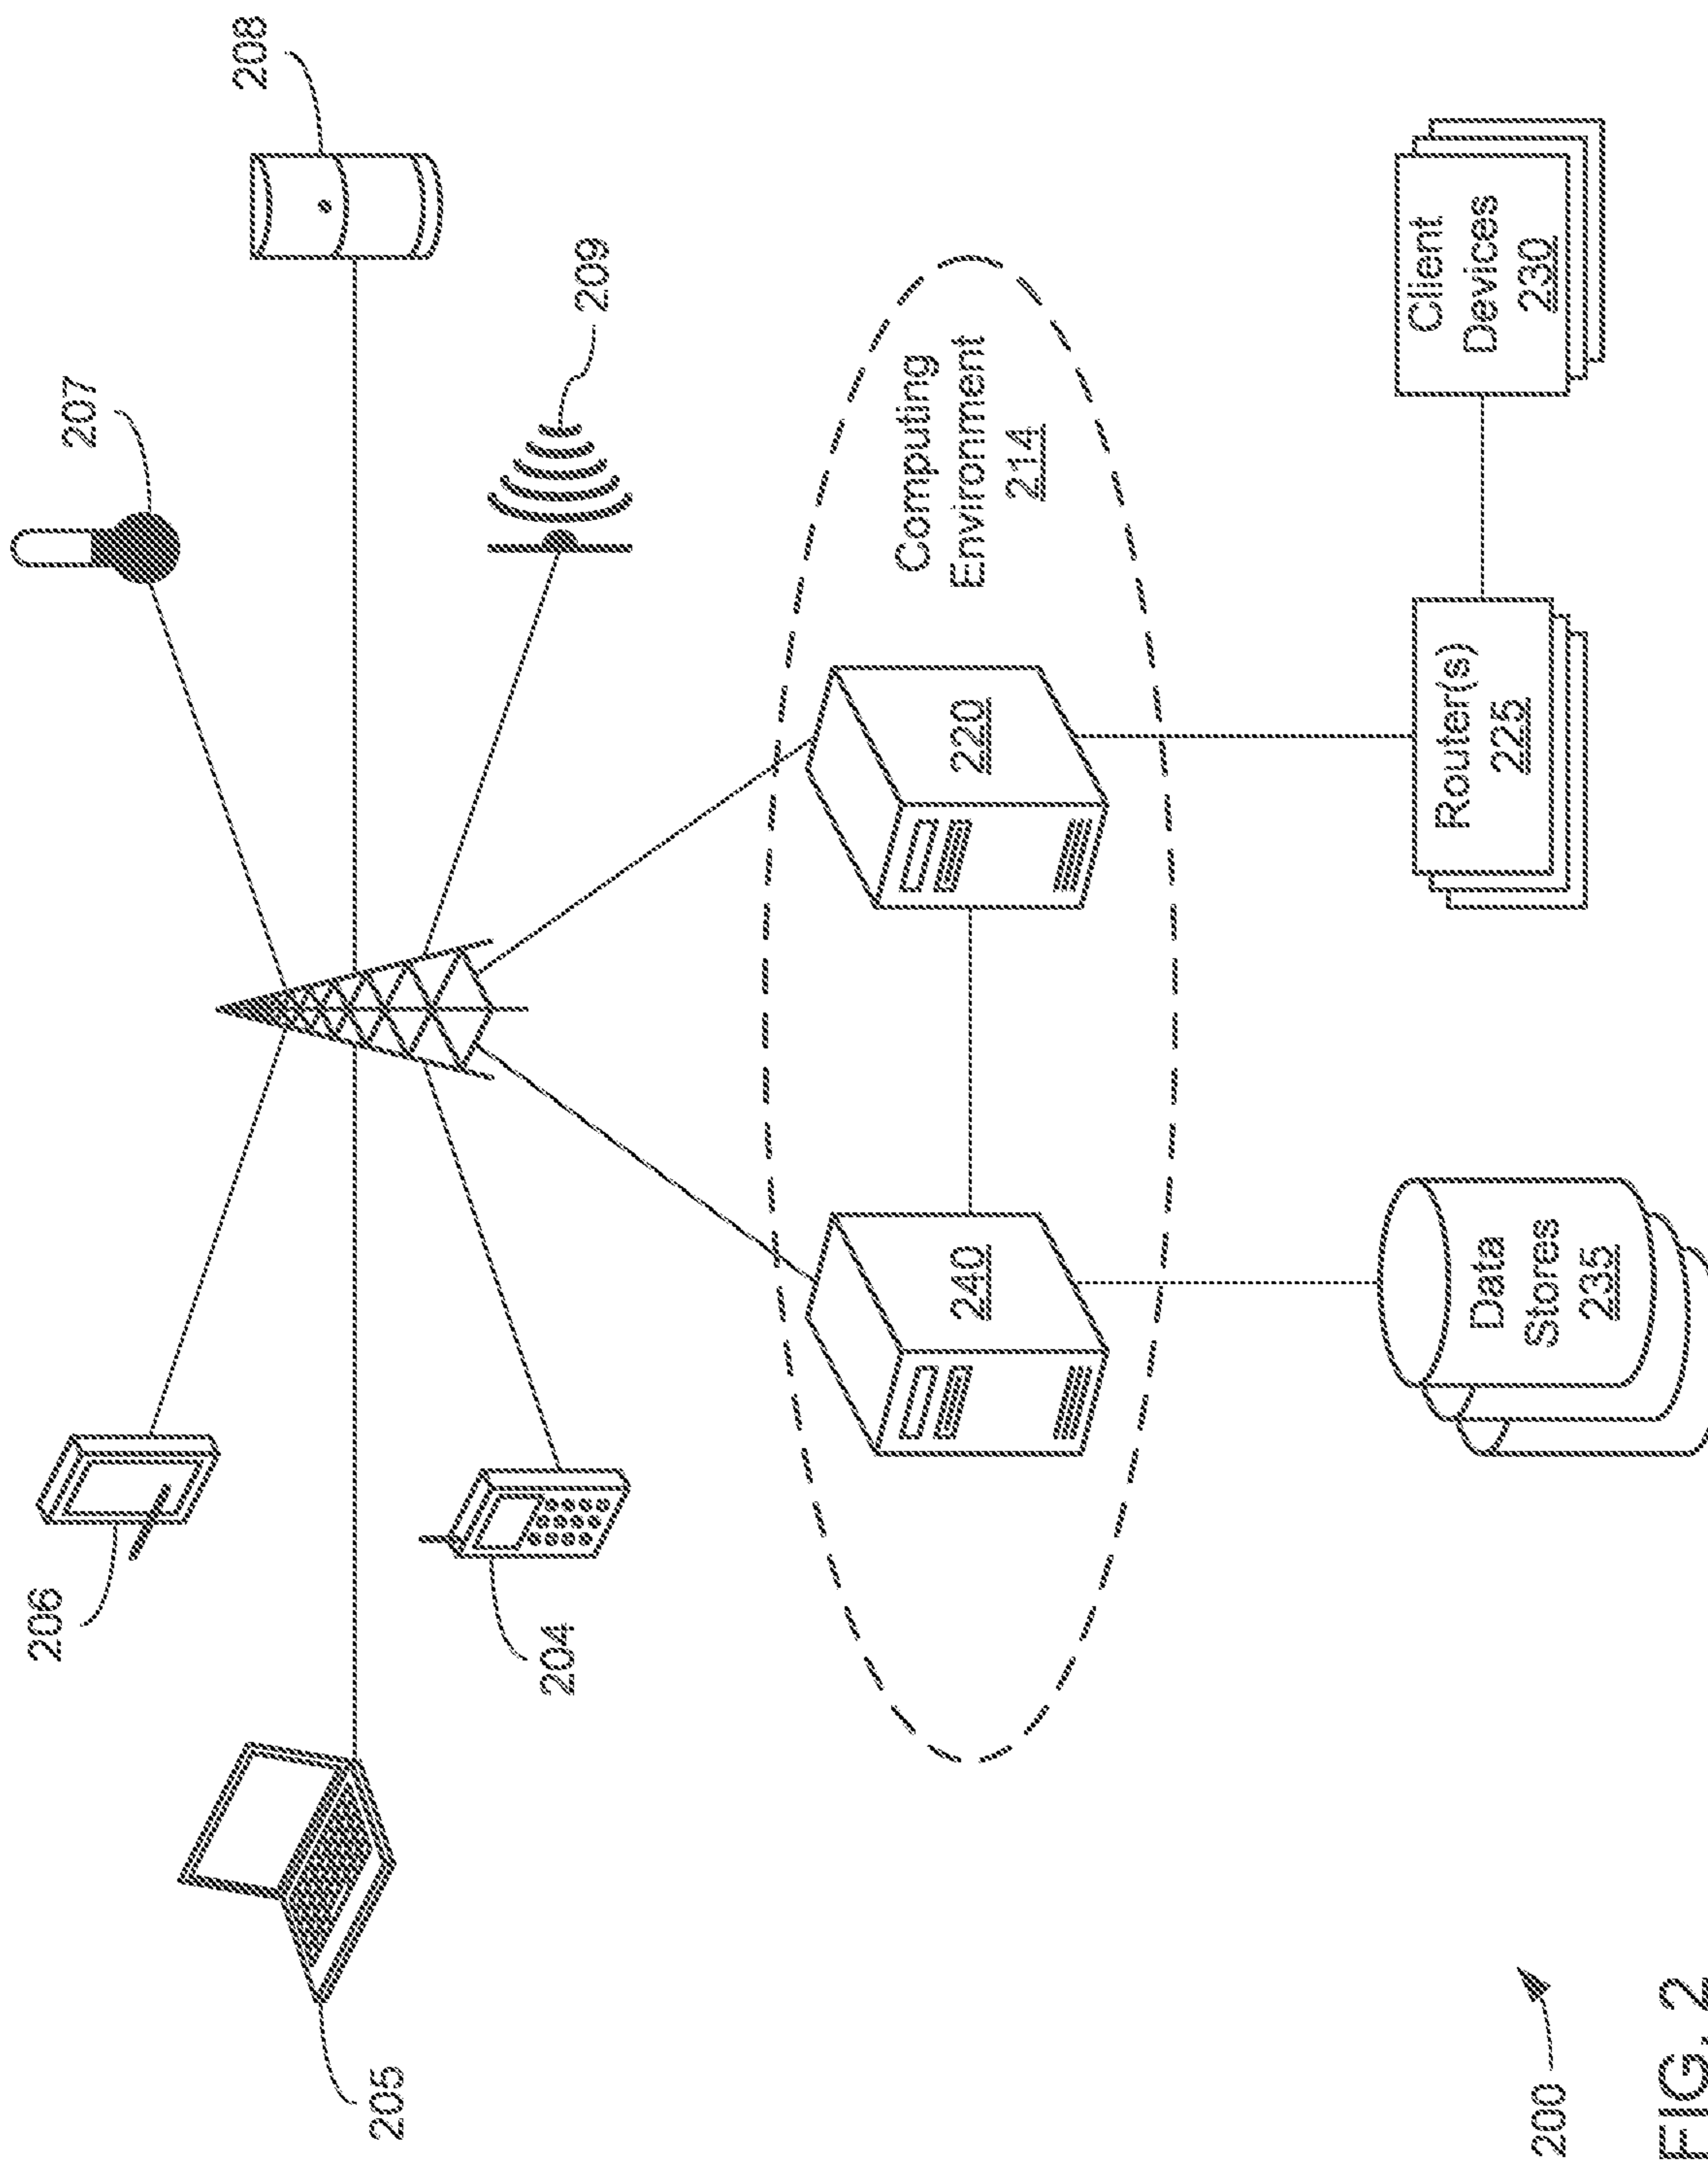 206
207
208
205
204
209
240
220
Computing
Environment
214
Data
Stores
235
Router(s)
225
Client
Devices
230
200
FIG. 2